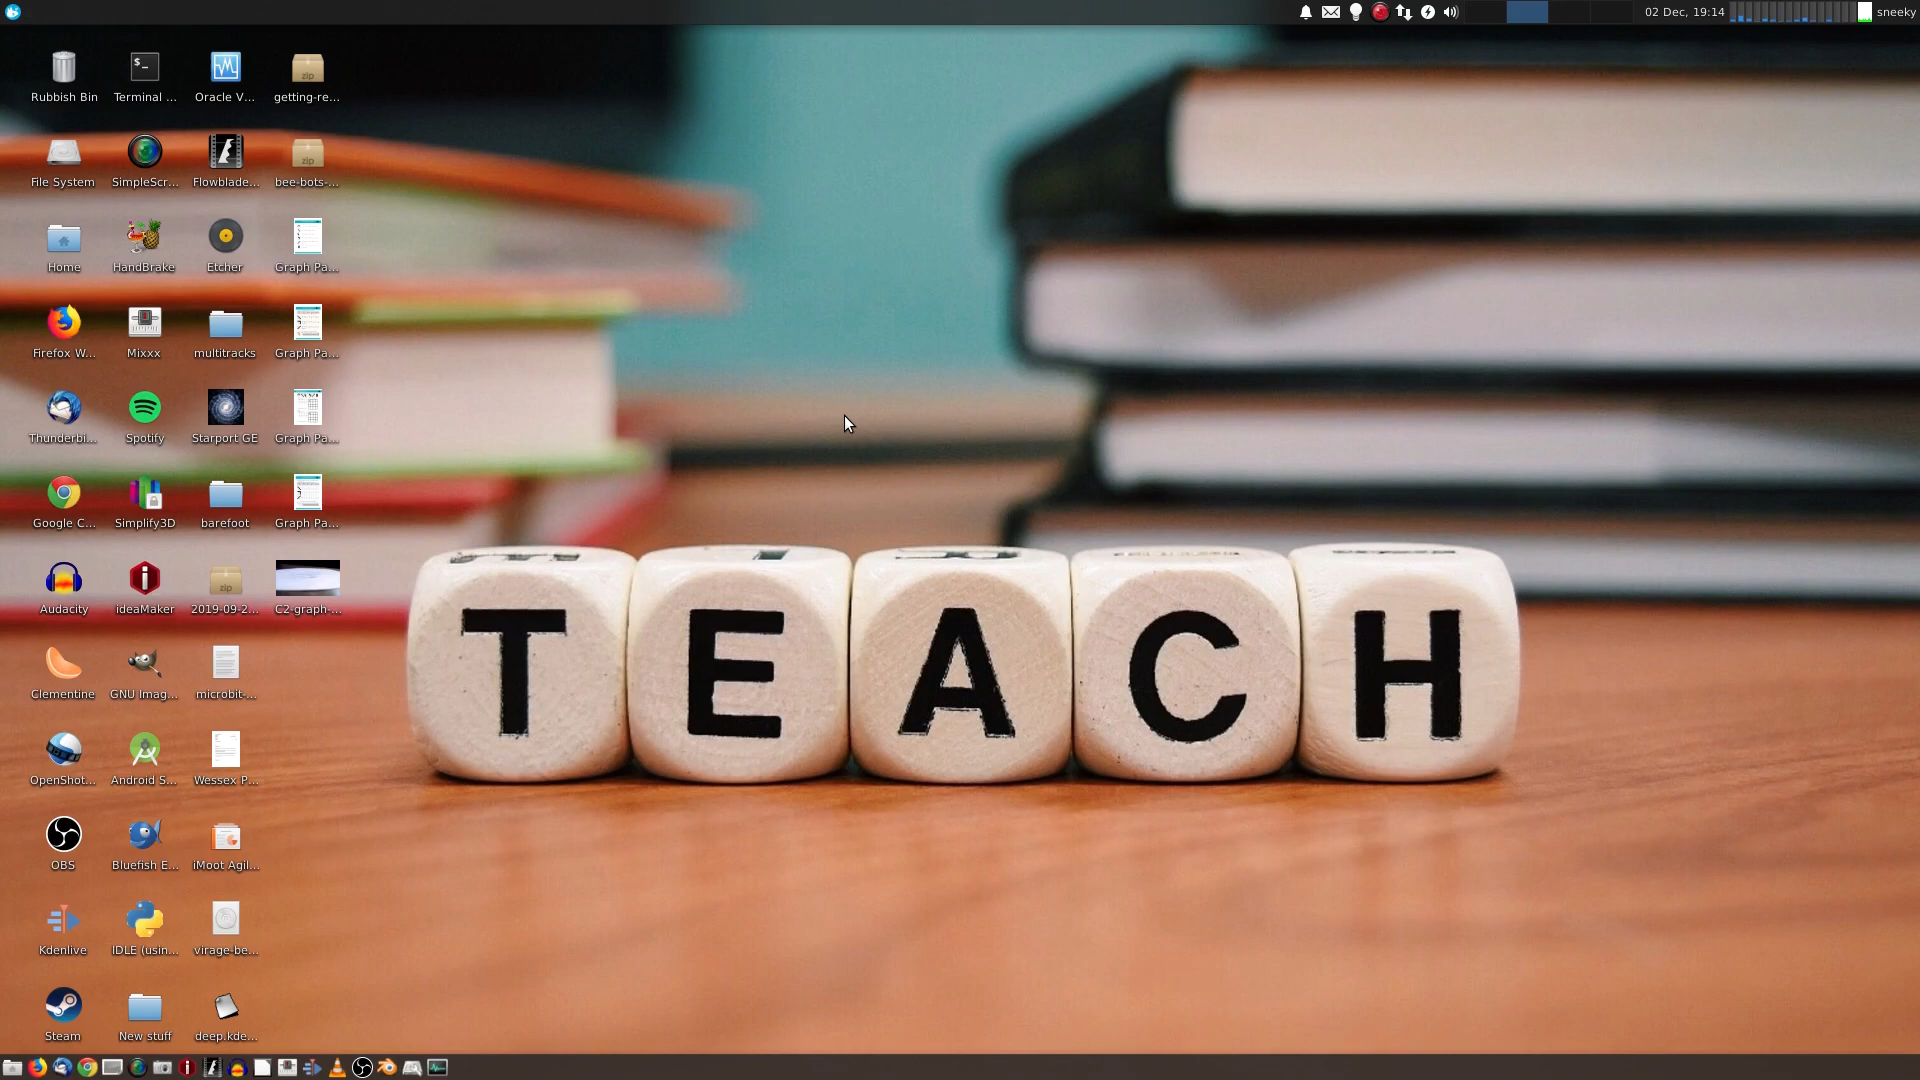 02 Dec, 19:14
sneeky
Rubbish Bin
Terminal ...
Oracle V...
getting-re...
File System
SimpleScr...
Flowblade...
bee-bots-...
Home
HandBrake
Etcher
Graph Pa...
Firefox W...
Mixxx
multitracks
Graph Pa...
Thunderbi...
Spotify
Starport GE
Graph Pa...
Google C...
Simplify3D
barefoot
Graph Pa...
Audacity
ideaMaker
2019-09-2...
C2-graph-...
Clementine
GNU Imag...
microbit-...
OpenShot...
Android S...
Wessex P...
OBS
Bluefish E...
iMoot Agil...
Kdenlive
IDLE (usin...
virage-be...
Steam
New stuff
deep.kde...
zip
zip
zip
$_
TEACH